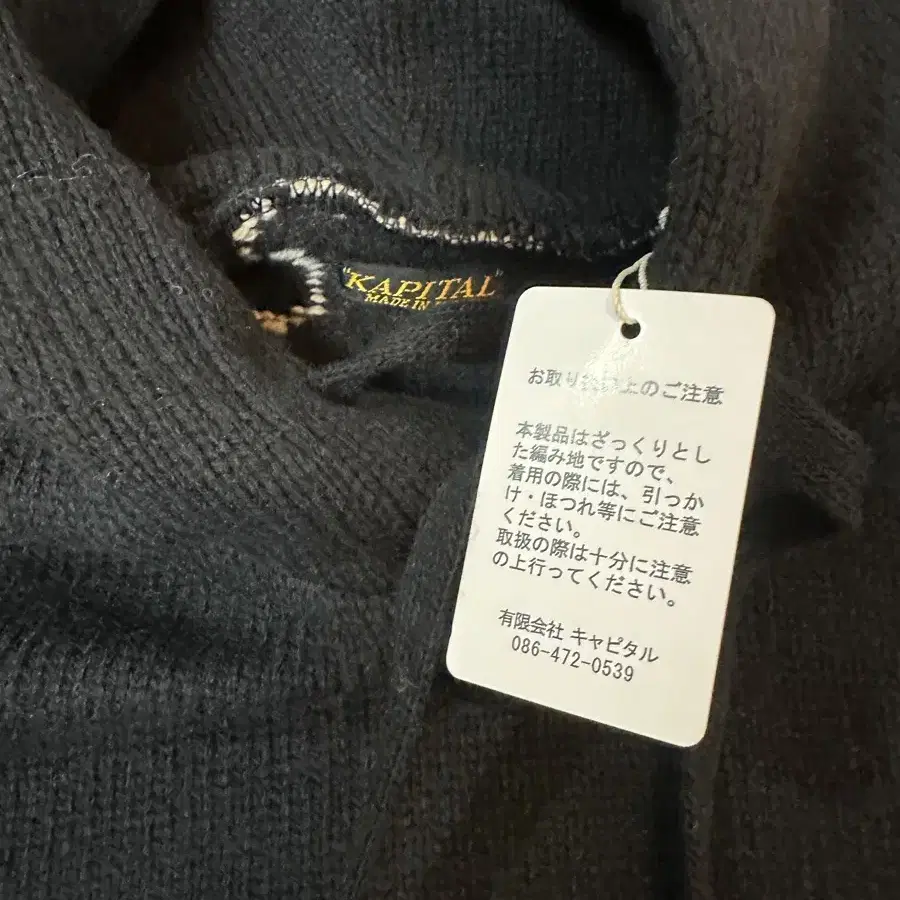 "KAPITAL"
MADE IN
お取り扱い上のご注意
本製品はざっくりとし
た編み地ですので、
着用の際には、引っか
け・ほつれ等にご注意
ください。
取扱の際は十分に注意
の上行ってください。
有限会社 キャピタル
086-472-0539